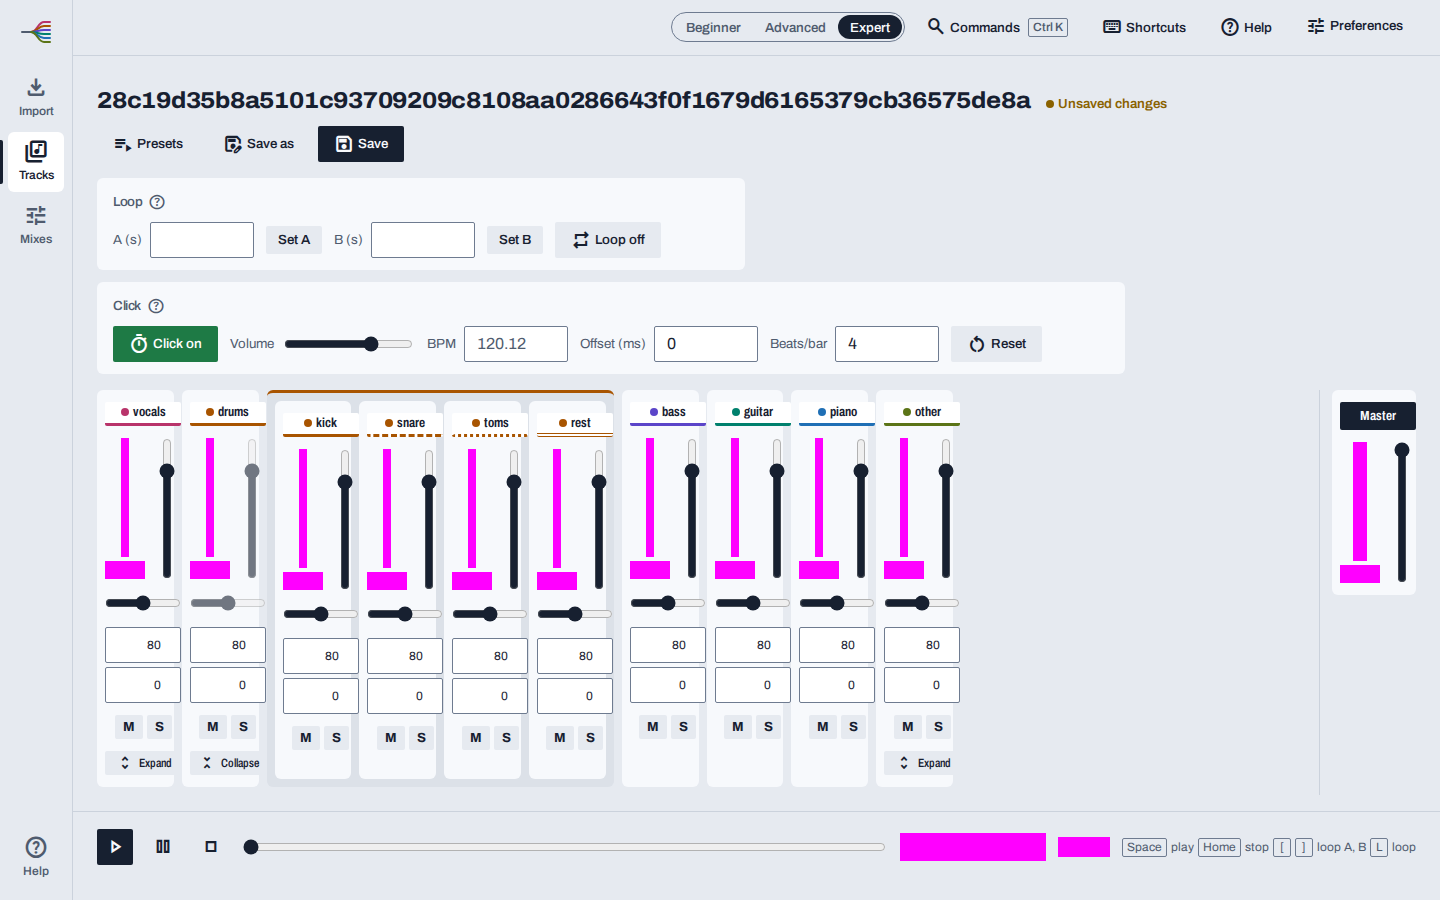 Beginner Advanced Expert Commands Ctrl K Shortcuts Help Preferences
Import
Tracks
Mixes
Help
28c19d35b8a5101c93709209c8108aa0286643f0f1679d6165379cb36575de8a Unsaved changes
Presets Save as Save
Loop
A (s) Set A B (s) Set B Loop off
Click
Click on Volume BPM 120.12 Offset (ms) 0 Beats/bar 4 Reset
vocals drums kick snare toms rest bass guitar piano other Master
80 80 80 80 80 80 80 80 80 80
0 0 0 0 0 0 0 0 0 0
M S M S M S M S M S M S M S M S M S M S
Expand Collapse Expand
Space play Home stop [ ] loop A, B L loop